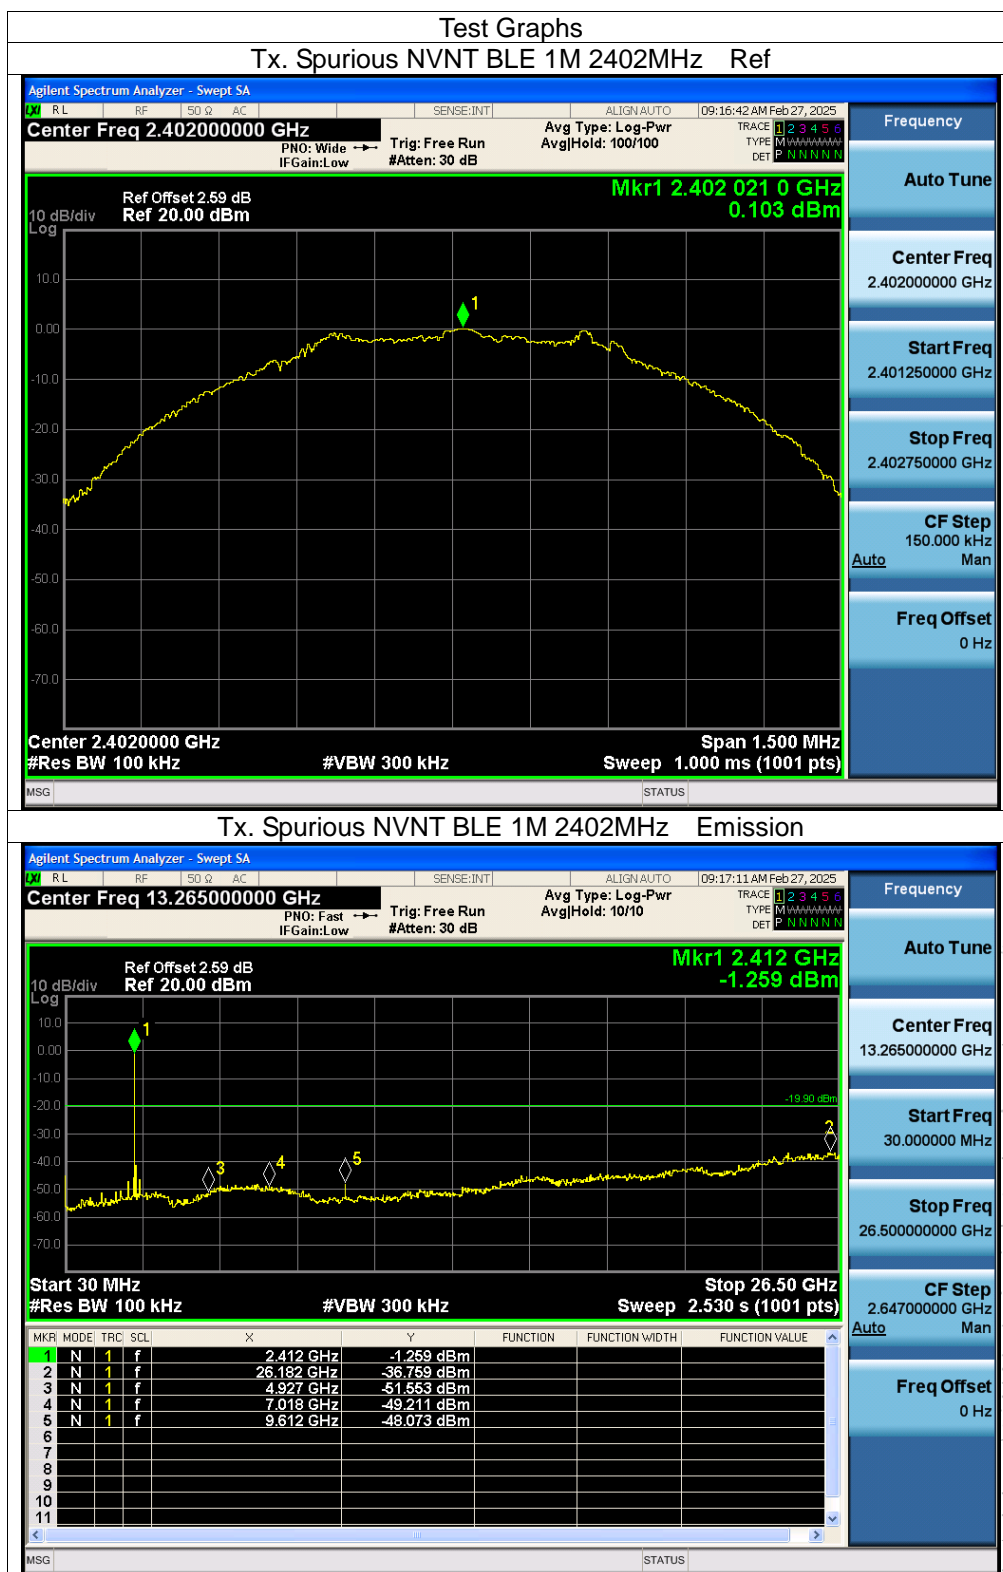 Test Graphs
Tx. Spurious NVNT BLE 1M 2402MHz Ref
Agilent Spectrum Analyzer - Swept SA
LXI RL RF 50 Ω AC SENSE:INT ALIGN AUTO 09:16:42 AM Feb 27, 2025
Center Freq 2.402000000 GHz
PNO: Wide
IFGain:Low
Trig: Free Run
#Atten: 30 dB
Avg Type: Log-Pwr
Avg|Hold: 100/100
TRACE 1 2 3 4 5 6
TYPE M WWWWW
DET P N N N N N
Ref Offset 2.59 dB
10 dB/div Ref 20.00 dBm
Log
Mkr1 2.402 021 0 GHz
0.103 dBm
10.0
0.00
-10.0
-20.0
-30.0
-40.0
-50.0
-60.0
-70.0
1
Center 2.4020000 GHz Span 1.500 MHz
#Res BW 100 kHz #VBW 300 kHz Sweep 1.000 ms (1001 pts)
MSG STATUS
Frequency
Auto Tune
Center Freq
2.402000000 GHz
Start Freq
2.401250000 GHz
Stop Freq
2.402750000 GHz
CF Step
150.000 kHz
Auto Man
Freq Offset
0 Hz
Tx. Spurious NVNT BLE 1M 2402MHz Emission
Agilent Spectrum Analyzer - Swept SA
LXI RL RF 50 Ω AC SENSE:INT ALIGN AUTO 09:17:11 AM Feb 27, 2025
Center Freq 13.265000000 GHz
PNO: Fast
IFGain:Low
Trig: Free Run
#Atten: 30 dB
Avg Type: Log-Pwr
Avg|Hold: 10/10
TRACE 1 2 3 4 5 6
TYPE M WWWWW
DET P N N N N N
Ref Offset 2.59 dB
10 dB/div Ref 20.00 dBm
Log
Mkr1 2.412 GHz
-1.259 dBm
10.0
0.00
-10.0
-20.0
-30.0
-40.0
-50.0
-60.0
-70.0
1
-19.90 dBm
2
3
4
5
Start 30 MHz Stop 26.50 GHz
#Res BW 100 kHz #VBW 300 kHz Sweep 2.530 s (1001 pts)
MKR MODE TRC SCL X Y FUNCTION FUNCTION WIDTH FUNCTION VALUE
1 N 1 f 2.412 GHz -1.259 dBm
2 N 1 f 26.182 GHz -36.759 dBm
3 N 1 f 4.927 GHz -51.553 dBm
4 N 1 f 7.018 GHz -49.211 dBm
5 N 1 f 9.612 GHz -48.073 dBm
6
7
8
9
10
11
MSG STATUS
Frequency
Auto Tune
Center Freq
13.265000000 GHz
Start Freq
30.000000 MHz
Stop Freq
26.500000000 GHz
CF Step
2.647000000 GHz
Auto Man
Freq Offset
0 Hz